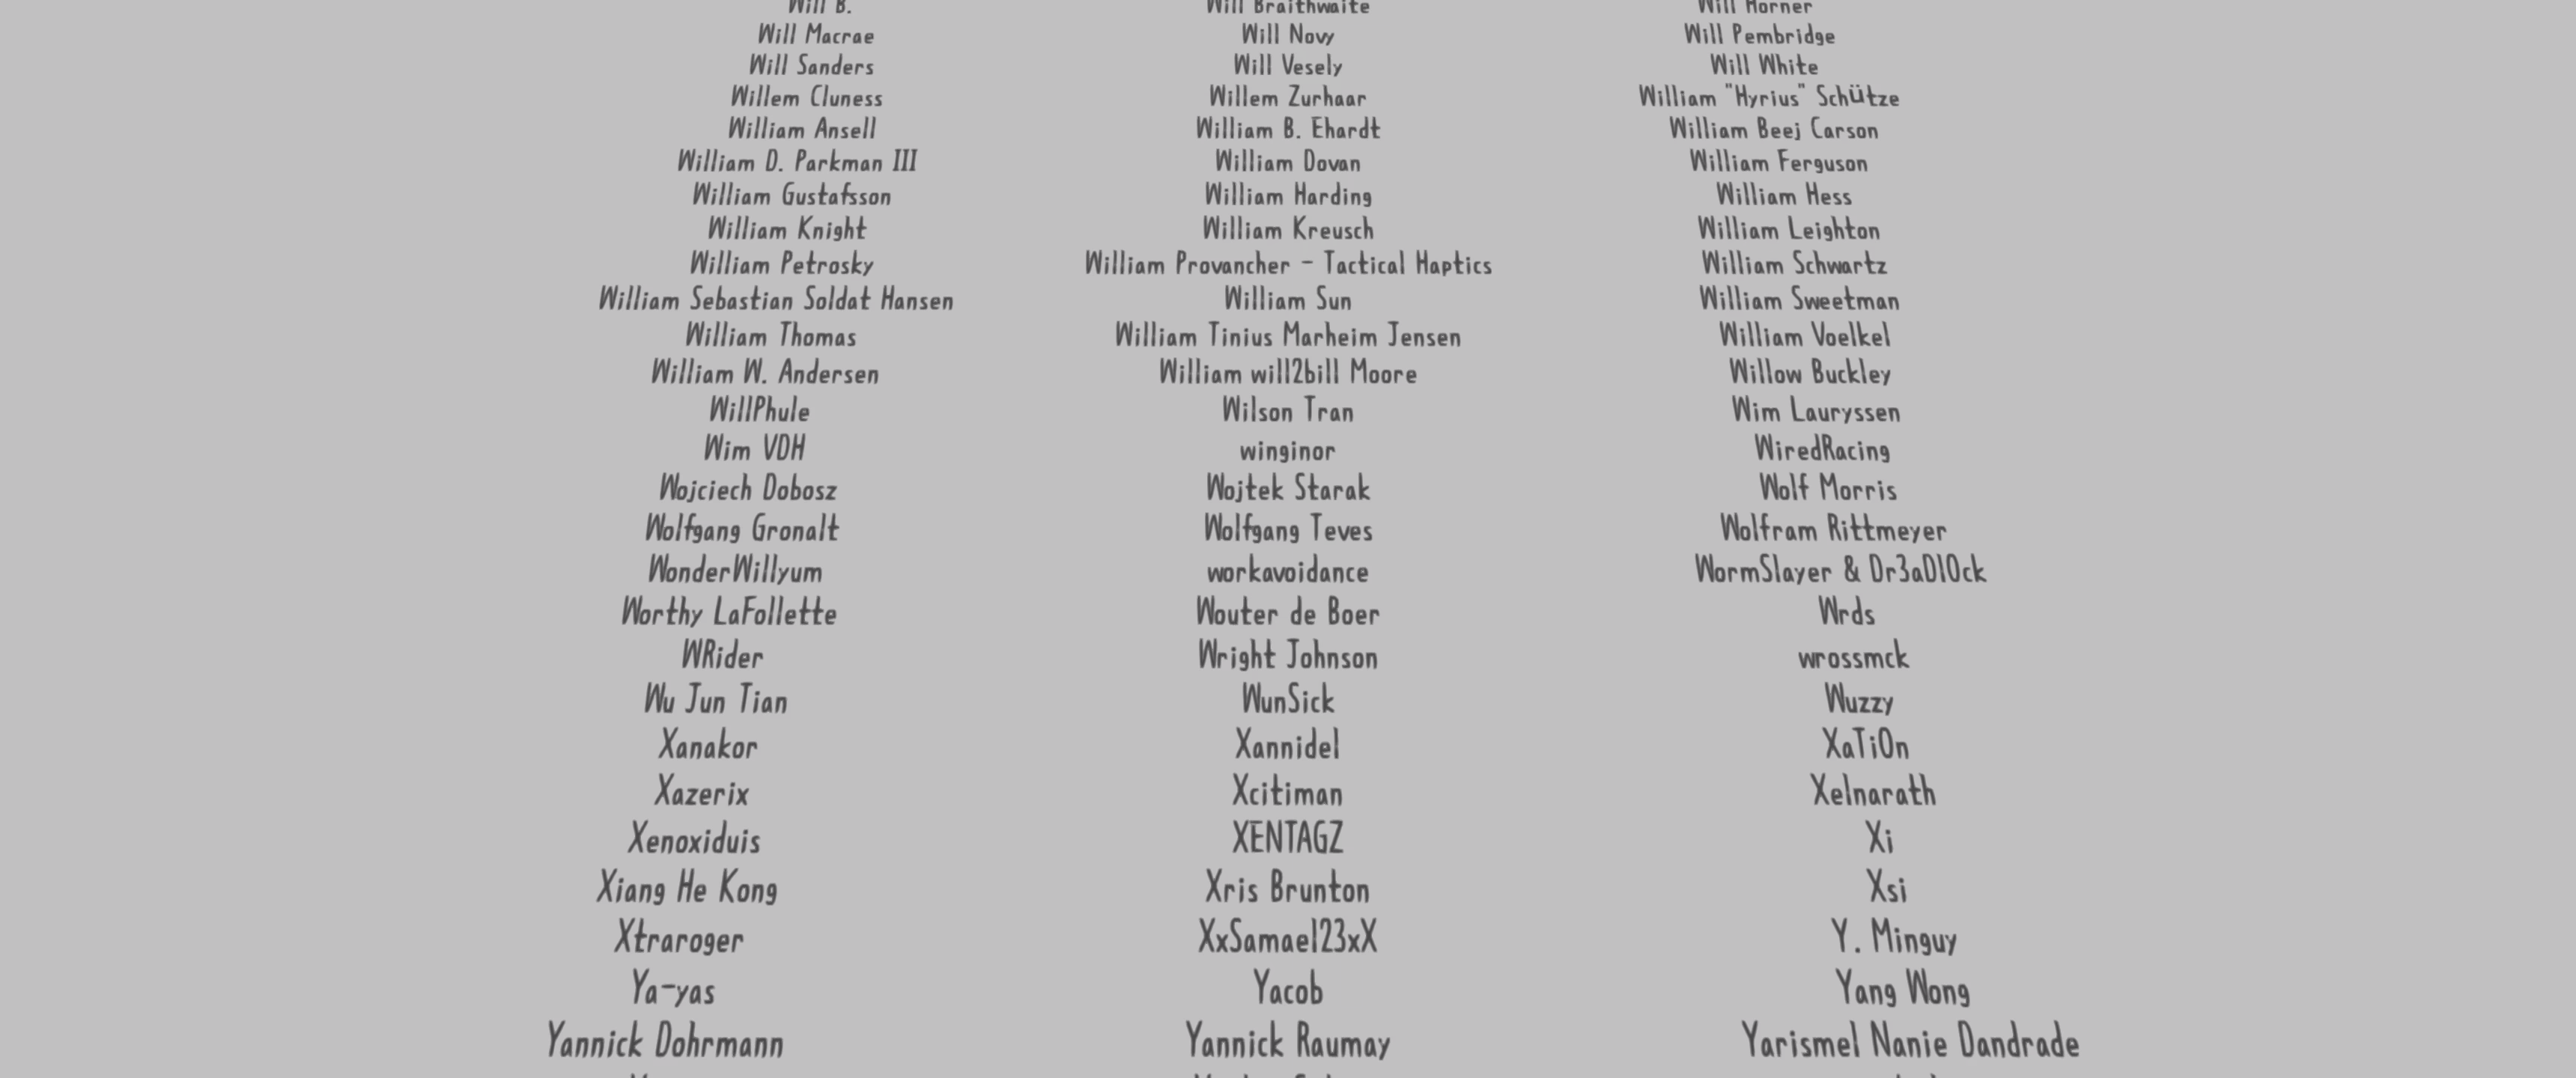 Will B. Will Braithwaite Will Horner
Will Macrae Will Novy Will Pembridge
Will Sanders Will Vesely Will White
Willem Cluness Willem Zurhaar William "Hyrius" Schütze
William Ansell William B. Ehardt William Beej Carson
William D. Parkman III William Dovan William Ferguson
William Gustafsson William Harding William Hess
William Knight William Kreusch William Leighton
William Petrosky William Provancher - Tactical Haptics William Schwartz
William Sebastian Soldat Hansen William Sun William Sweetman
William Thomas William Tinius Marheim Jensen William Voelkel
William W. Andersen William will2bill Moore Willow Buckley
WillPhule Wilson Tran Wim Lauryssen
Wim VDH winginor WiredRacing
Wojciech Dobosz Wojtek Starak Wolf Morris
Wolfgang Gronalt Wolfgang Teves Wolfram Rittmeyer
WonderWillyum workavoidance WormSlayer & Dr3aDl0ck
Worthy LaFollette Wouter de Boer Wrds
WRider Wright Johnson wrossmck
Wu Jun Tian WunSick Wuzzy
Xanakor Xannidel XaTiOn
Xazerix Xcitiman Xelnarath
Xenoxiduis XENTAGZ Xi
Xiang He Kong Xris Brunton Xsi
Xtraroger XxSamael23xX Y. Minguy
Ya-yas Yacob Yang Wong
Yannick Dohrmann Yannick Raumay Yarismel Nanie Dandrade